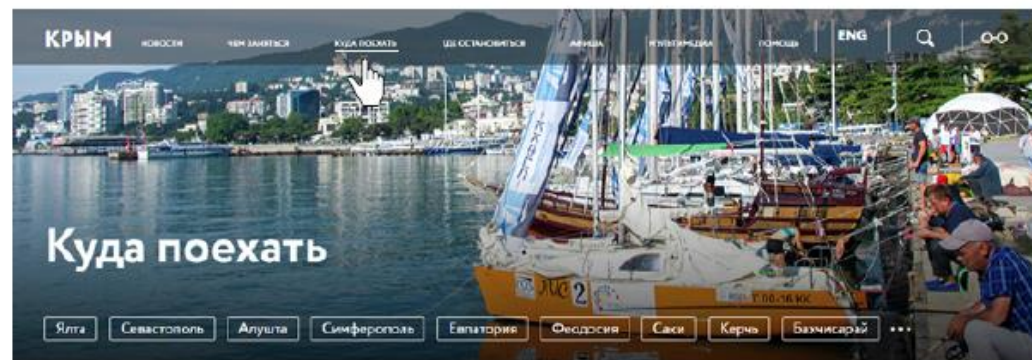 КРЫМ НОВОСТИ ЧЕМ ЗАНЯТЬСЯ КУДА ПОЕХАТЬ ГДЕ ОСТАНОВИТЬСЯ АФИША МУЛЬТИМЕДИА ПОМОЩЬ ENG
Куда поехать
2
Ялта Севастополь Алушта Симферополь Евпатория Феодосия Саки Керчь Бахчисарай •••